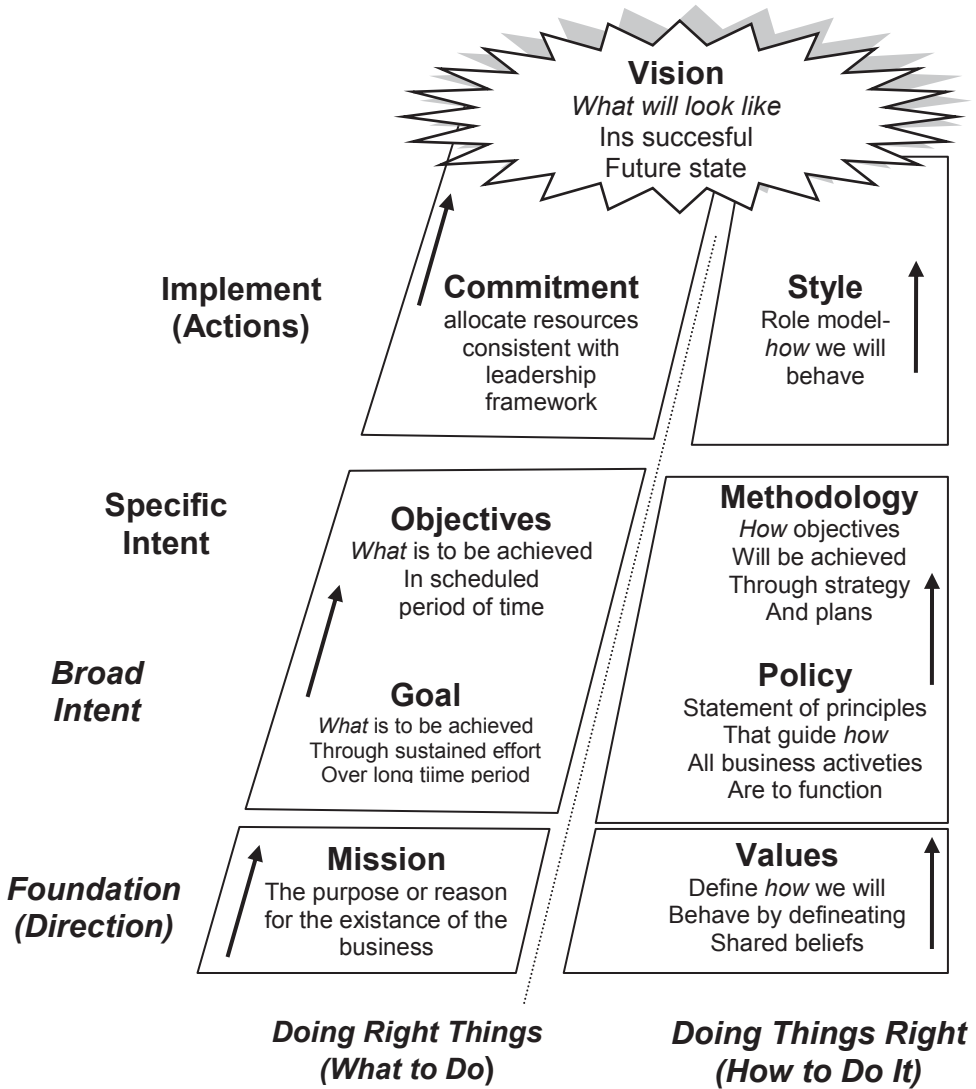 Vision
What will look like
Ins succesful
Future state
Implement
(Actions)
Commitment
allocate resources
consistent with
leadership
framework
Style
Role model-
how we will
behave
Specific
Intent
Objectives
What is to be achieved
In scheduled
period of time
Methodology
How objectives
Will be achieved
Through strategy
And plans
Broad
Intent
Goal
What is to be achieved
Through sustained effort
Over long tiime period
Policy
Statement of principles
That guide how
All business activeties
Are to function
Foundation
(Direction)
Mission
The purpose or reason
for the existance of the
business
Values
Define how we will
Behave by defineating
Shared beliefs
Doing Right Things
(What to Do)
Doing Things Right
(How to Do It)